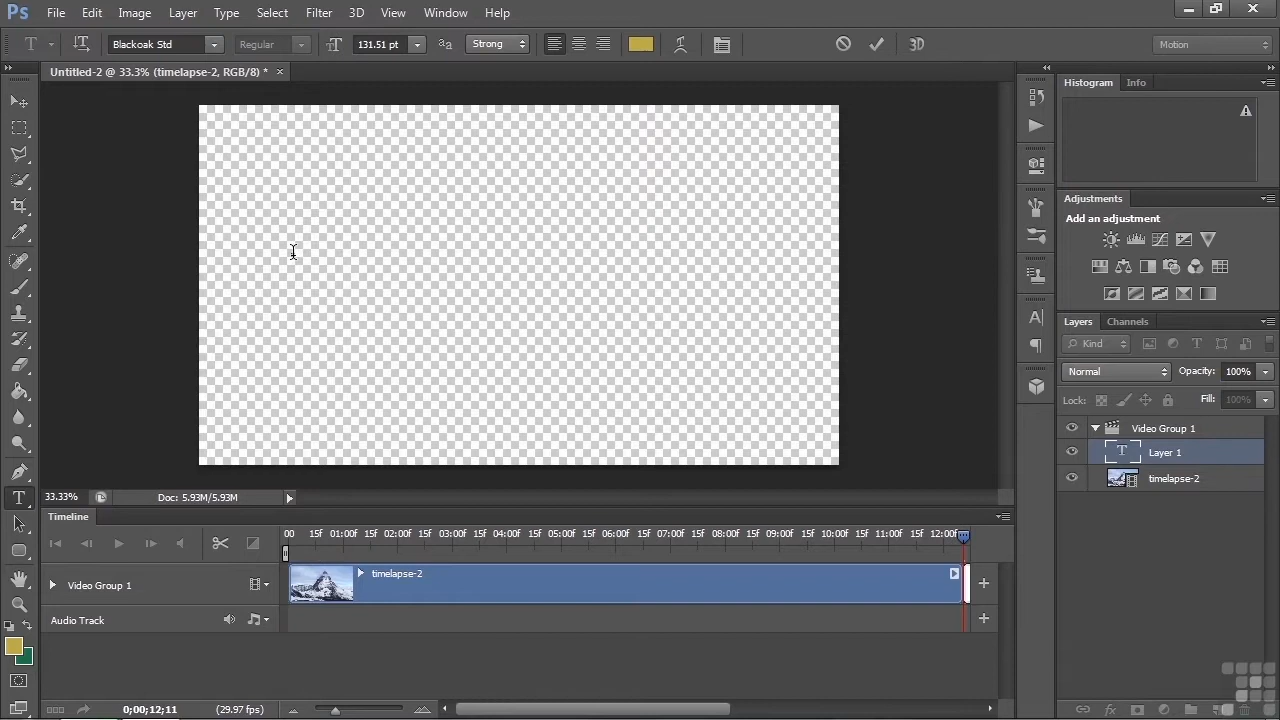 Ps File Edit Image Layer Type Select Filter 3D View Window Help
T Blackoak Std Regular 131.51 pt aa Strong 3D Motion
Untitled-2 @ 33.3% (timelapse-2, RGB/8) *
Histogram Info
Adjustments
Add an adjustment
Layers Channels
Kind
Normal Opacity: 100%
Lock: Fill: 100%
Video Group 1
T Layer 1
timelapse-2
33.33% Doc: 5.93M/5.93M
Timeline
00 15f 01:00f 15f 02:00f 15f 03:00f 15f 04:00f 15f 05:00f 15f 06:00f 15f 07:00f 15f 08:00f 15f 09:00f 15f 10:00f 15f 11:00f 15f 12:00f
Video Group 1 timelapse-2
Audio Track
0;00;12;11 (29.97 fps)